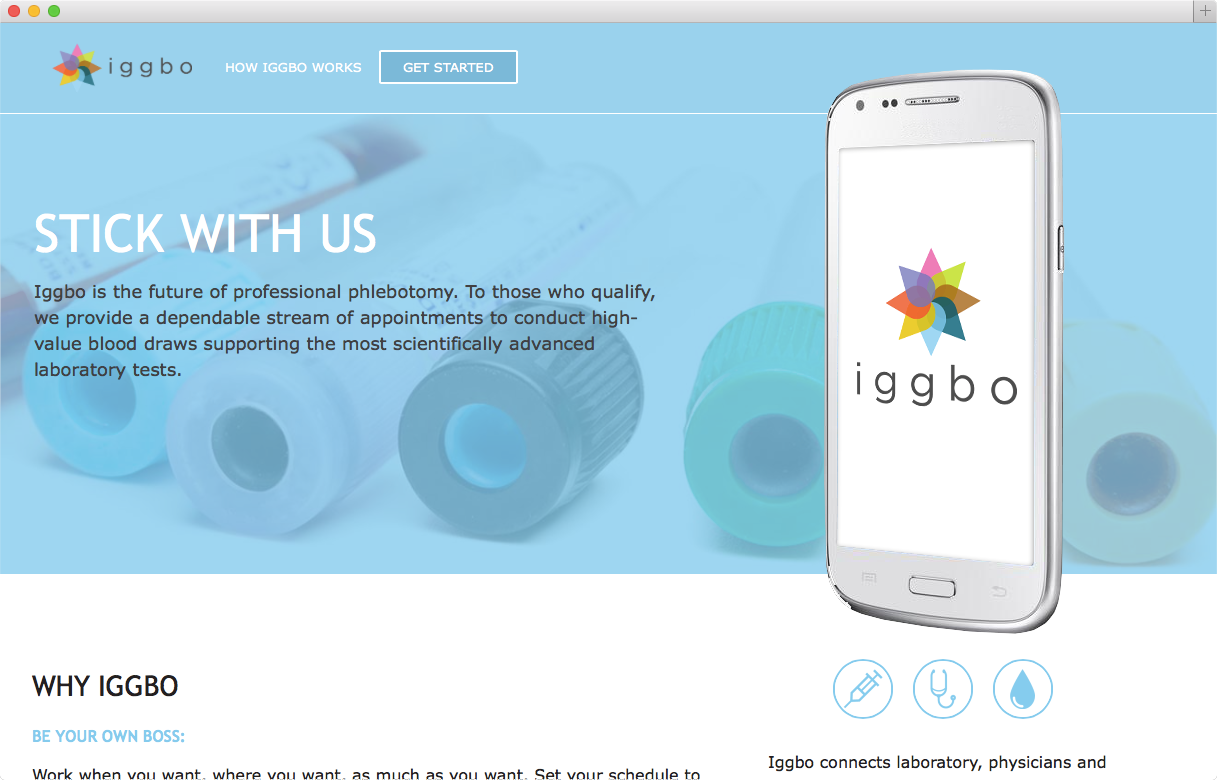 iggbo
HOW IGGBO WORKS
GET STARTED
STICK WITH US
Iggbo is the future of professional phlebotomy. To those who qualify,
we provide a dependable stream of appointments to conduct high-
value blood draws supporting the most scientifically advanced
laboratory tests.
iggbo
WHY IGGBO
BE YOUR OWN BOSS:
Work when you want, where you want, as much as you want. Set your schedule to
Iggbo connects laboratory, physicians and